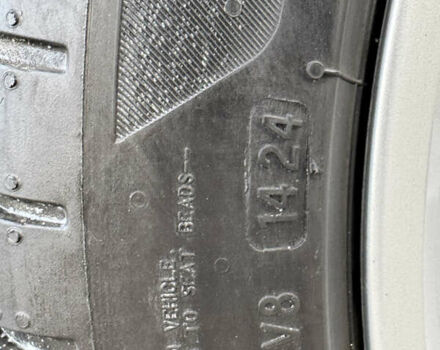 VEHICLE.
TO SEAT BEADS—
V8 1424